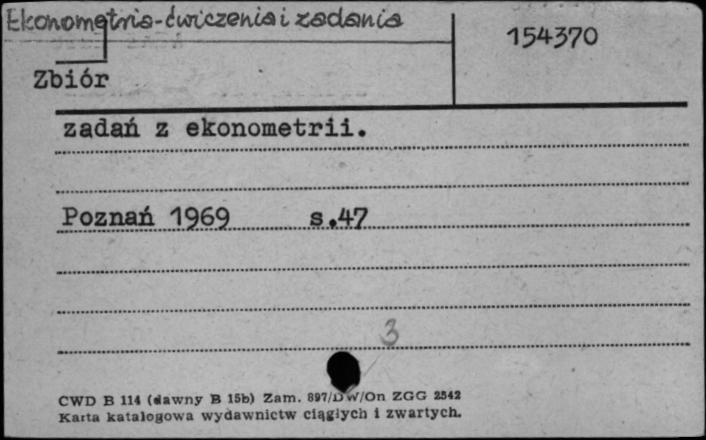 Ekonometria-ćwiczenia i zadania
154370
Zbiór
zadań z ekonometrii.
Poznań 1969 s.47
3
CWD B 114 (dawny B 15b) Zam. 897/DW/On ZGG 2542
Karta katalogowa wydawnictw ciągłych i zwartych.